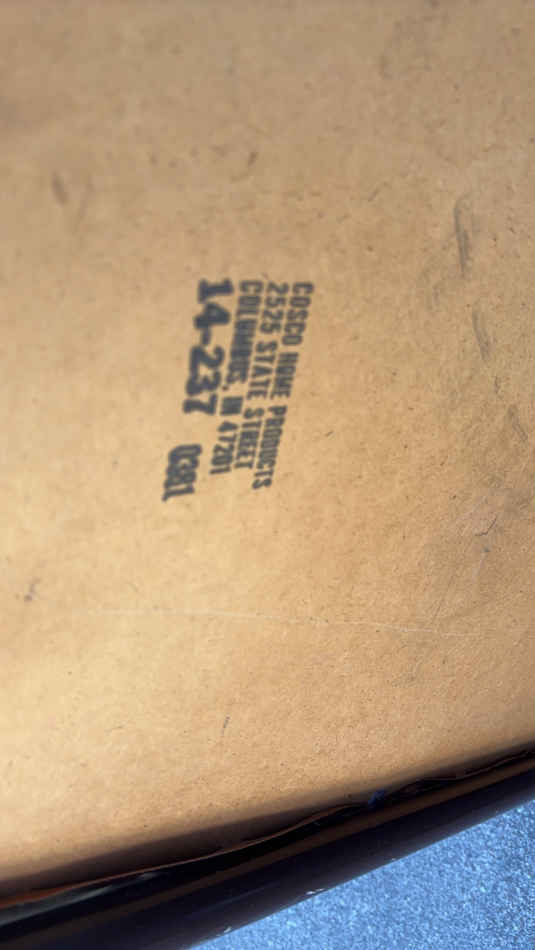 COSCO HOME PRODUCTS
2525 STATE STREET
COLUMBUS, IN 47201
14-237 0381